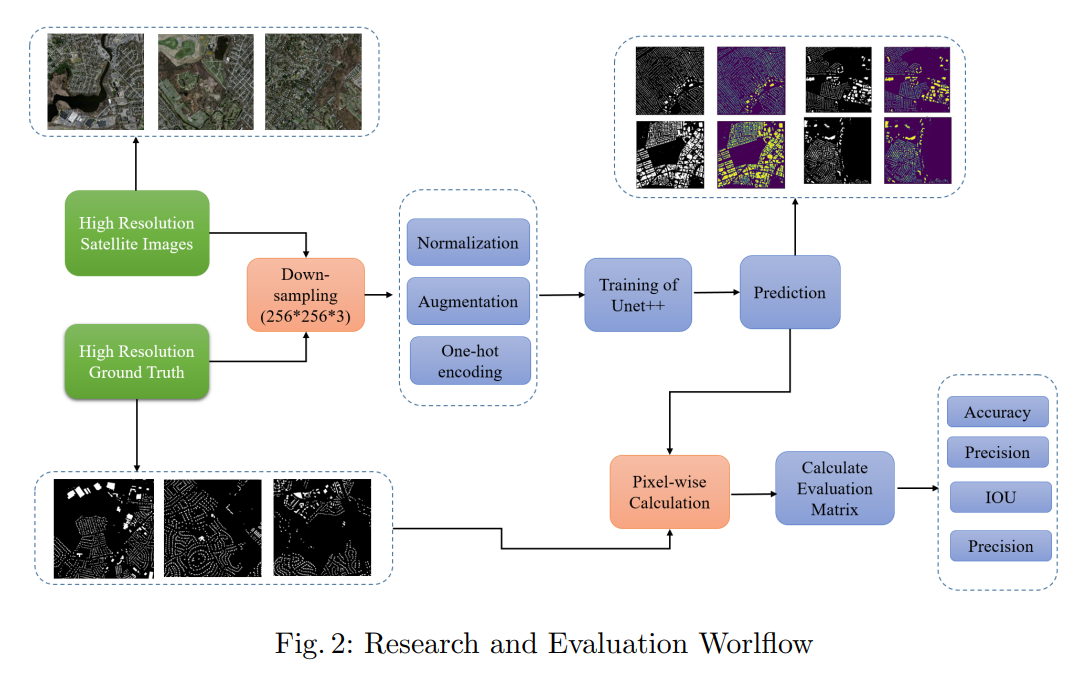 High Resolution
Satellite Images
High Resolution
Ground Truth
Down-
sampling
(256*256*3)
Normalization
Augmentation
One-hot
encoding
Training of
Unet++
Prediction
Pixel-wise
Calculation
Calculate
Evaluation
Matrix
Accuracy
Precision
IOU
Precision
Fig. 2: Research and Evaluation Worlflow